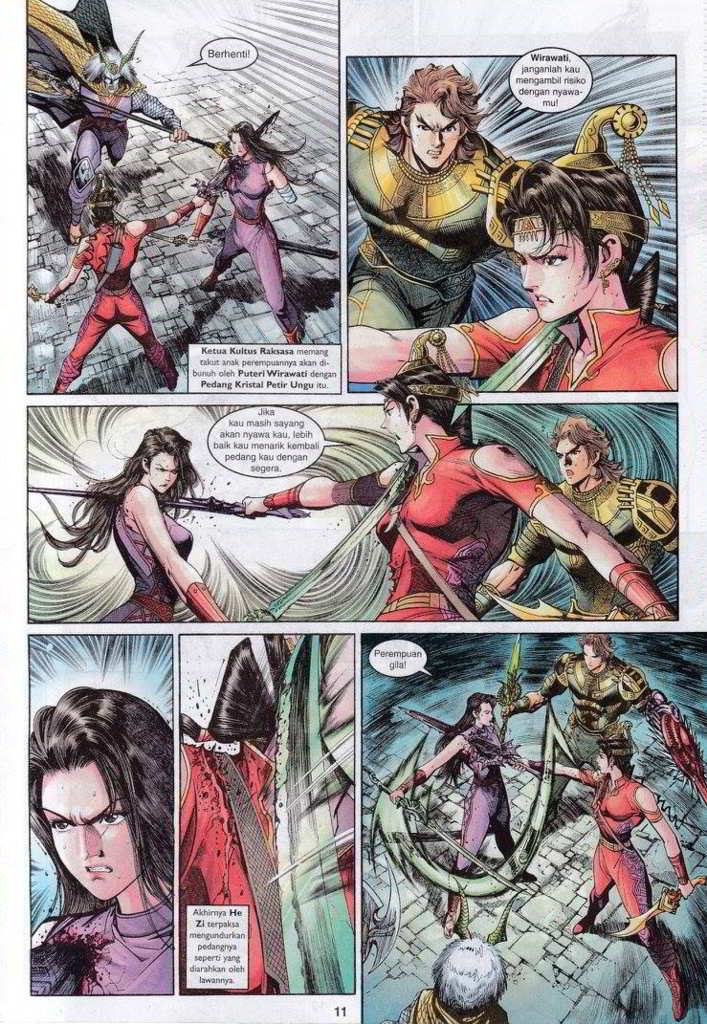 Berhenti!
Ketua Kultus Raksasa memang
takut anak perempuannya akan di-
bunuh oleh Puteri Wirawati dengan
Pedang Kristal Petir Ungu itu.
Wirawati,
janganlah kau
mengambil risiko
dengan nyawa-
mu!
Jika
kau masih sayang
akan nyawa kau, lebih
baik kau menarik kembali
pedang kau dengan
segera.
Akhirnya He
Zi terpaksa
mengundurkan
pedangnya
seperti yang
diarahkan oleh
lawannya.
Perempuan
gila!
11